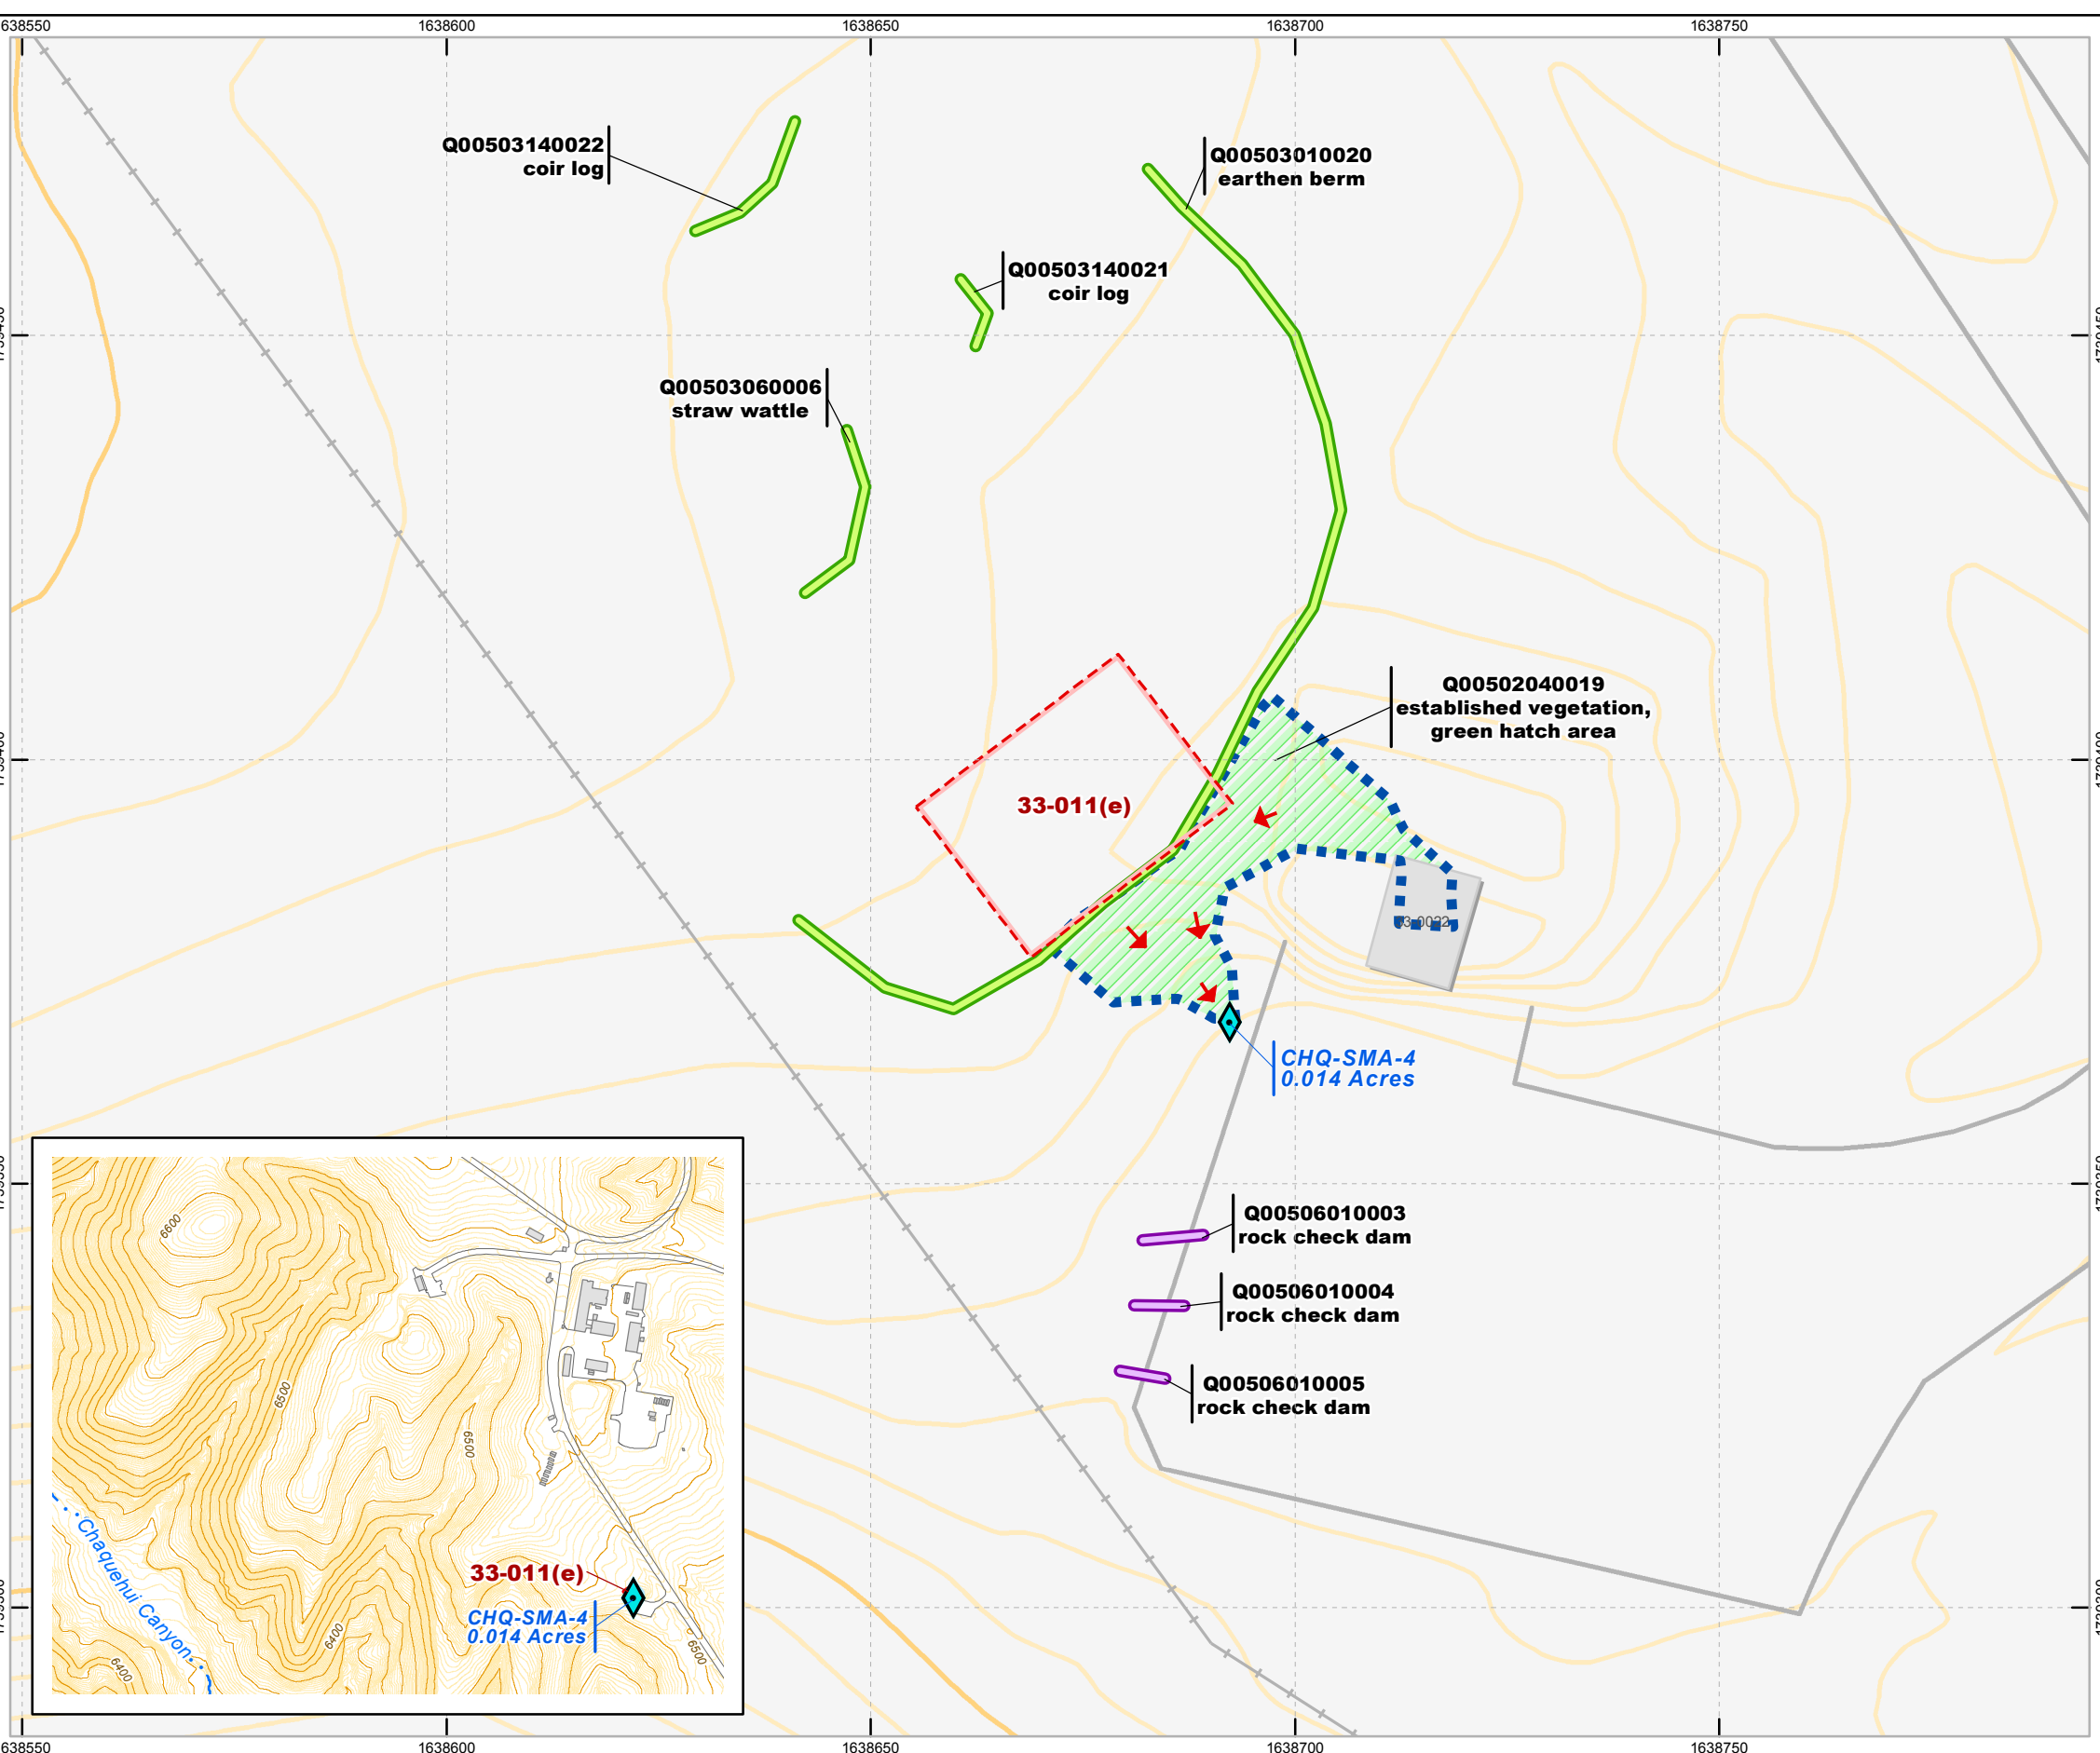 638550
1638600
1638650
1638700
1638750
Q00503140022
coir log
Q00503010020
earthen berm
Q00503140021
coir log
Q00503060006
straw wattle
Q00502040019
established vegetation,
green hatch area
33-011(e)
CHQ-SMA-4
0.014 Acres
Q00506010003
rock check dam
Q00506010004
rock check dam
Q00506010005
rock check dam
6600
6500
6500
Chaquehui Canyon
33-011(e)
CHQ-SMA-4
0.014 Acres
6400
6400
6500
638550
1638600
1638650
1638700
1638750